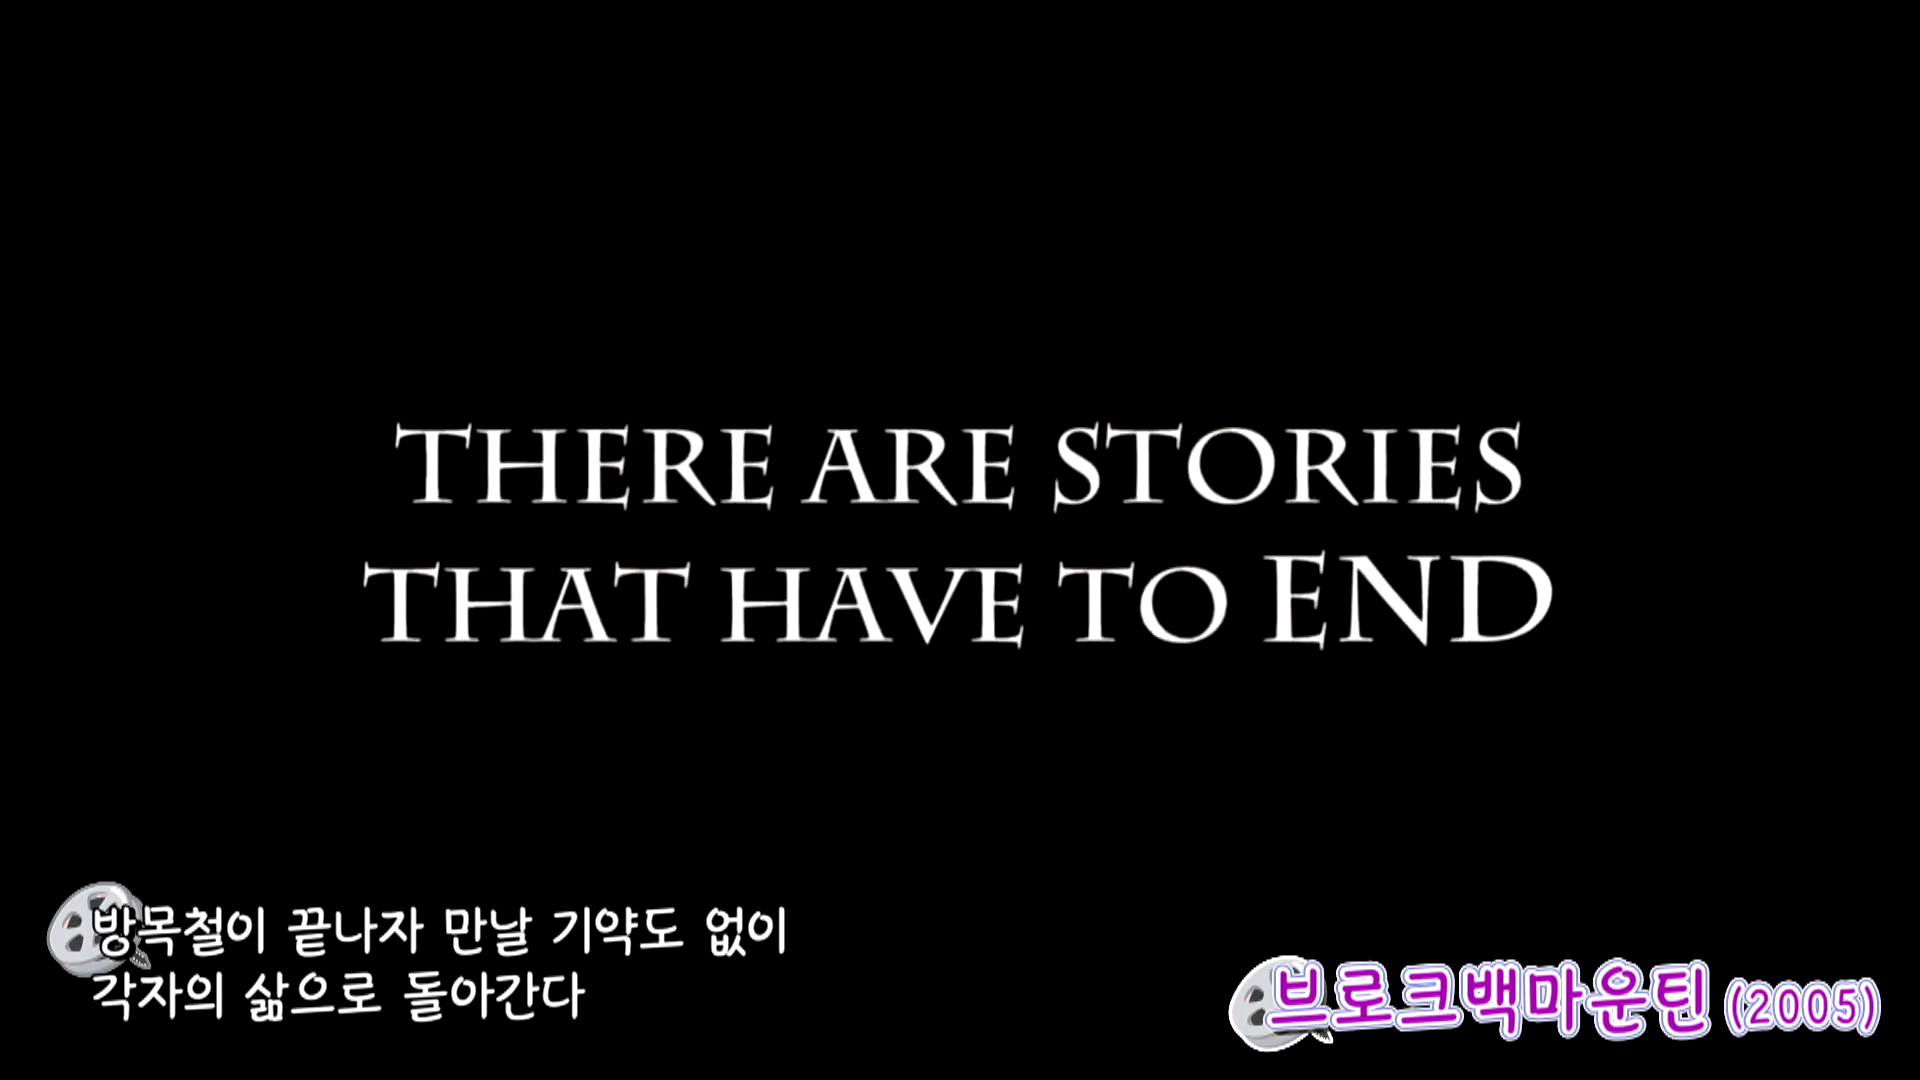 THERE ARE STORIES
THAT HAVE TO END
방목철이 끝나자 만날 기약도 없이
각자의 삶으로 돌아간다
브로크백마운틴 (2005)